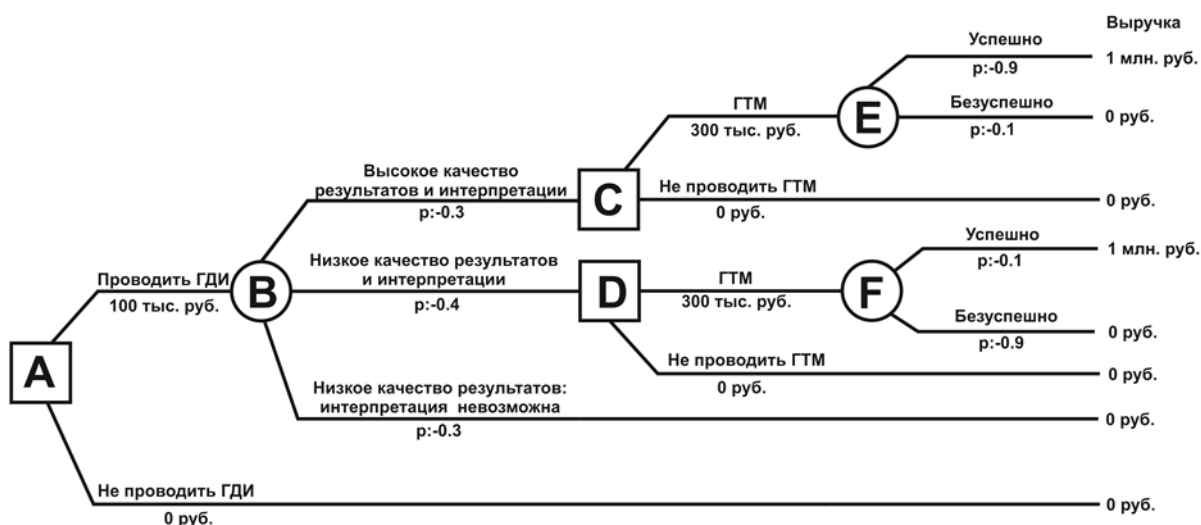 Выручка
Успешно
p:-0.9
1 млн. руб.
ГТМ
300 тыс. руб.
E
Безуспешно
p:-0.1
0 руб.
Высокое качество
результатов и интерпретации
p:-0.3
C
Не проводить ГТМ
0 руб.
0 руб.
Успешно
p:-0.1
1 млн. руб.
Проводить ГДИ
100 тыс. руб.
B
Низкое качество результатов
и интерпретации
p:-0.4
D
ГТМ
300 тыс. руб.
F
Безуспешно
p:-0.9
0 руб.
Не проводить ГТМ
0 руб.
0 руб.
A
Низкое качество результатов:
интерпретация невозможна
p:-0.3
0 руб.
Не проводить ГДИ
0 руб.
0 руб.